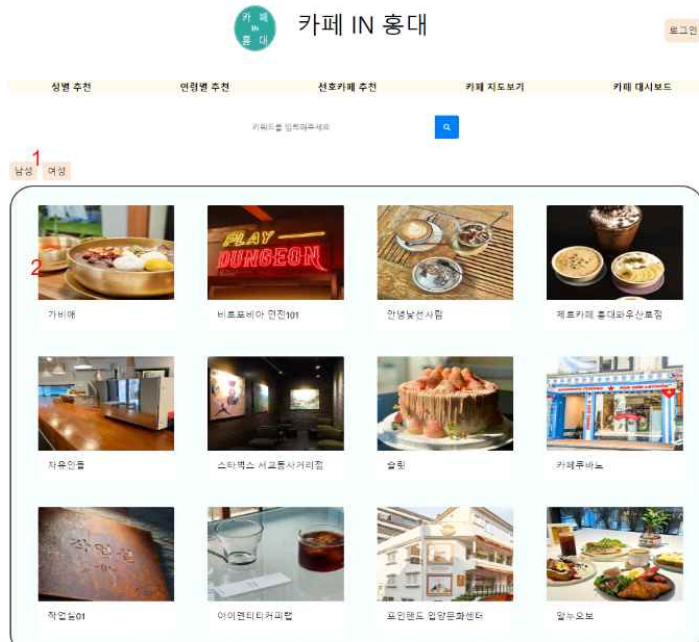 카 페
IN
홍 대
카페 IN 홍대
로그인
성별 추천
연령별 추천
선호카페 추천
카페 지도보기
카페 대시보드
키워드를 입력해주세요
1
남성
여성
2
PLAY
DUNGEON
가비애
비트포비아 던전101
안녕낯선사람
제르카페 홍대와우산로점
자유인들
스타벅스 서교동사거리점
슬릿
카페쿠바노
작업실
작업실01
아이덴티티커피랩
포인핸드 입양문화센터
알누오보